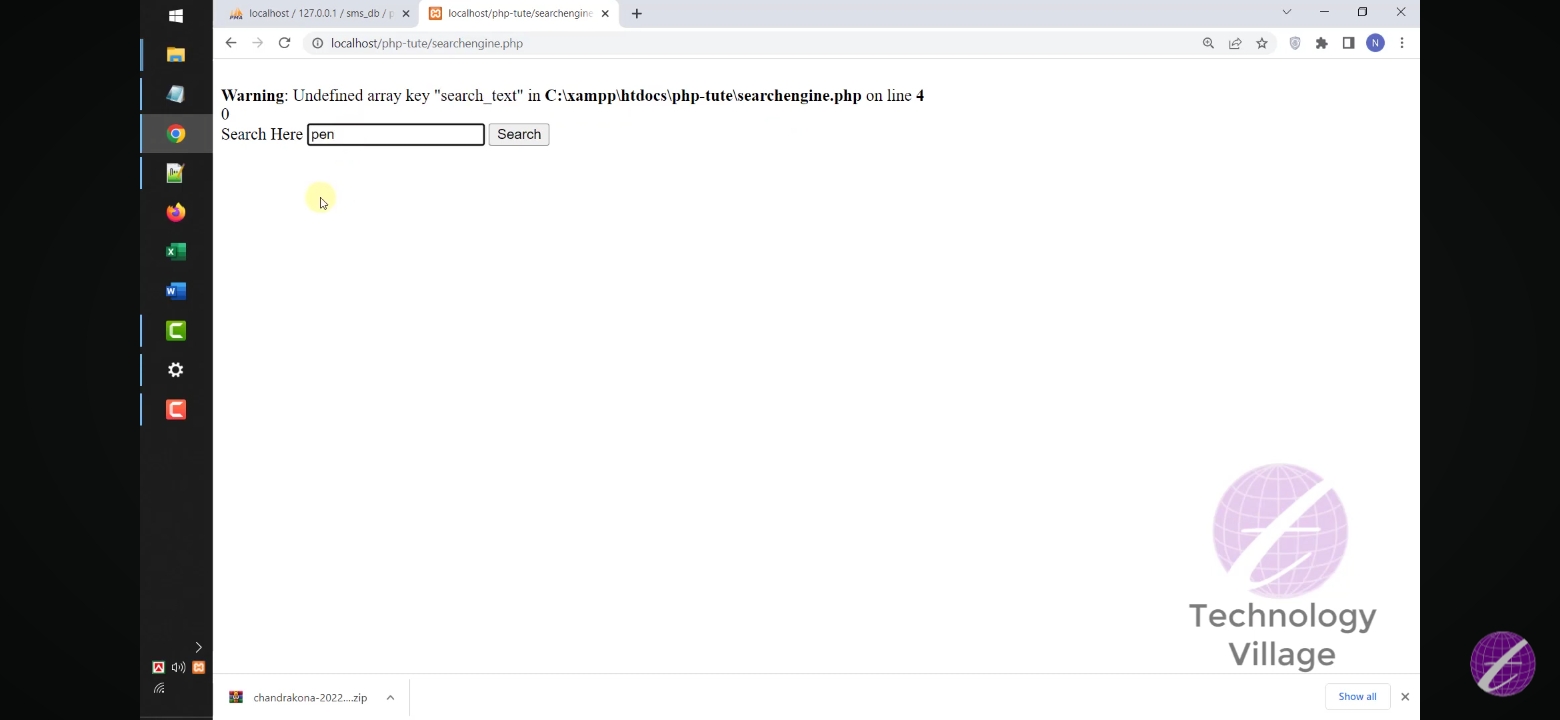 localhost / 127.0.0.1 / sms_db / p
localhost/php-tute/searchengine
localhost/php-tute/searchengine.php
N
Warning: Undefined array key "search_text" in C:\xampp\htdocs\php-tute\searchengine.php on line 4
0
Search Here pen Search
Technology
Village
chandrakona-2022....zip
Show all